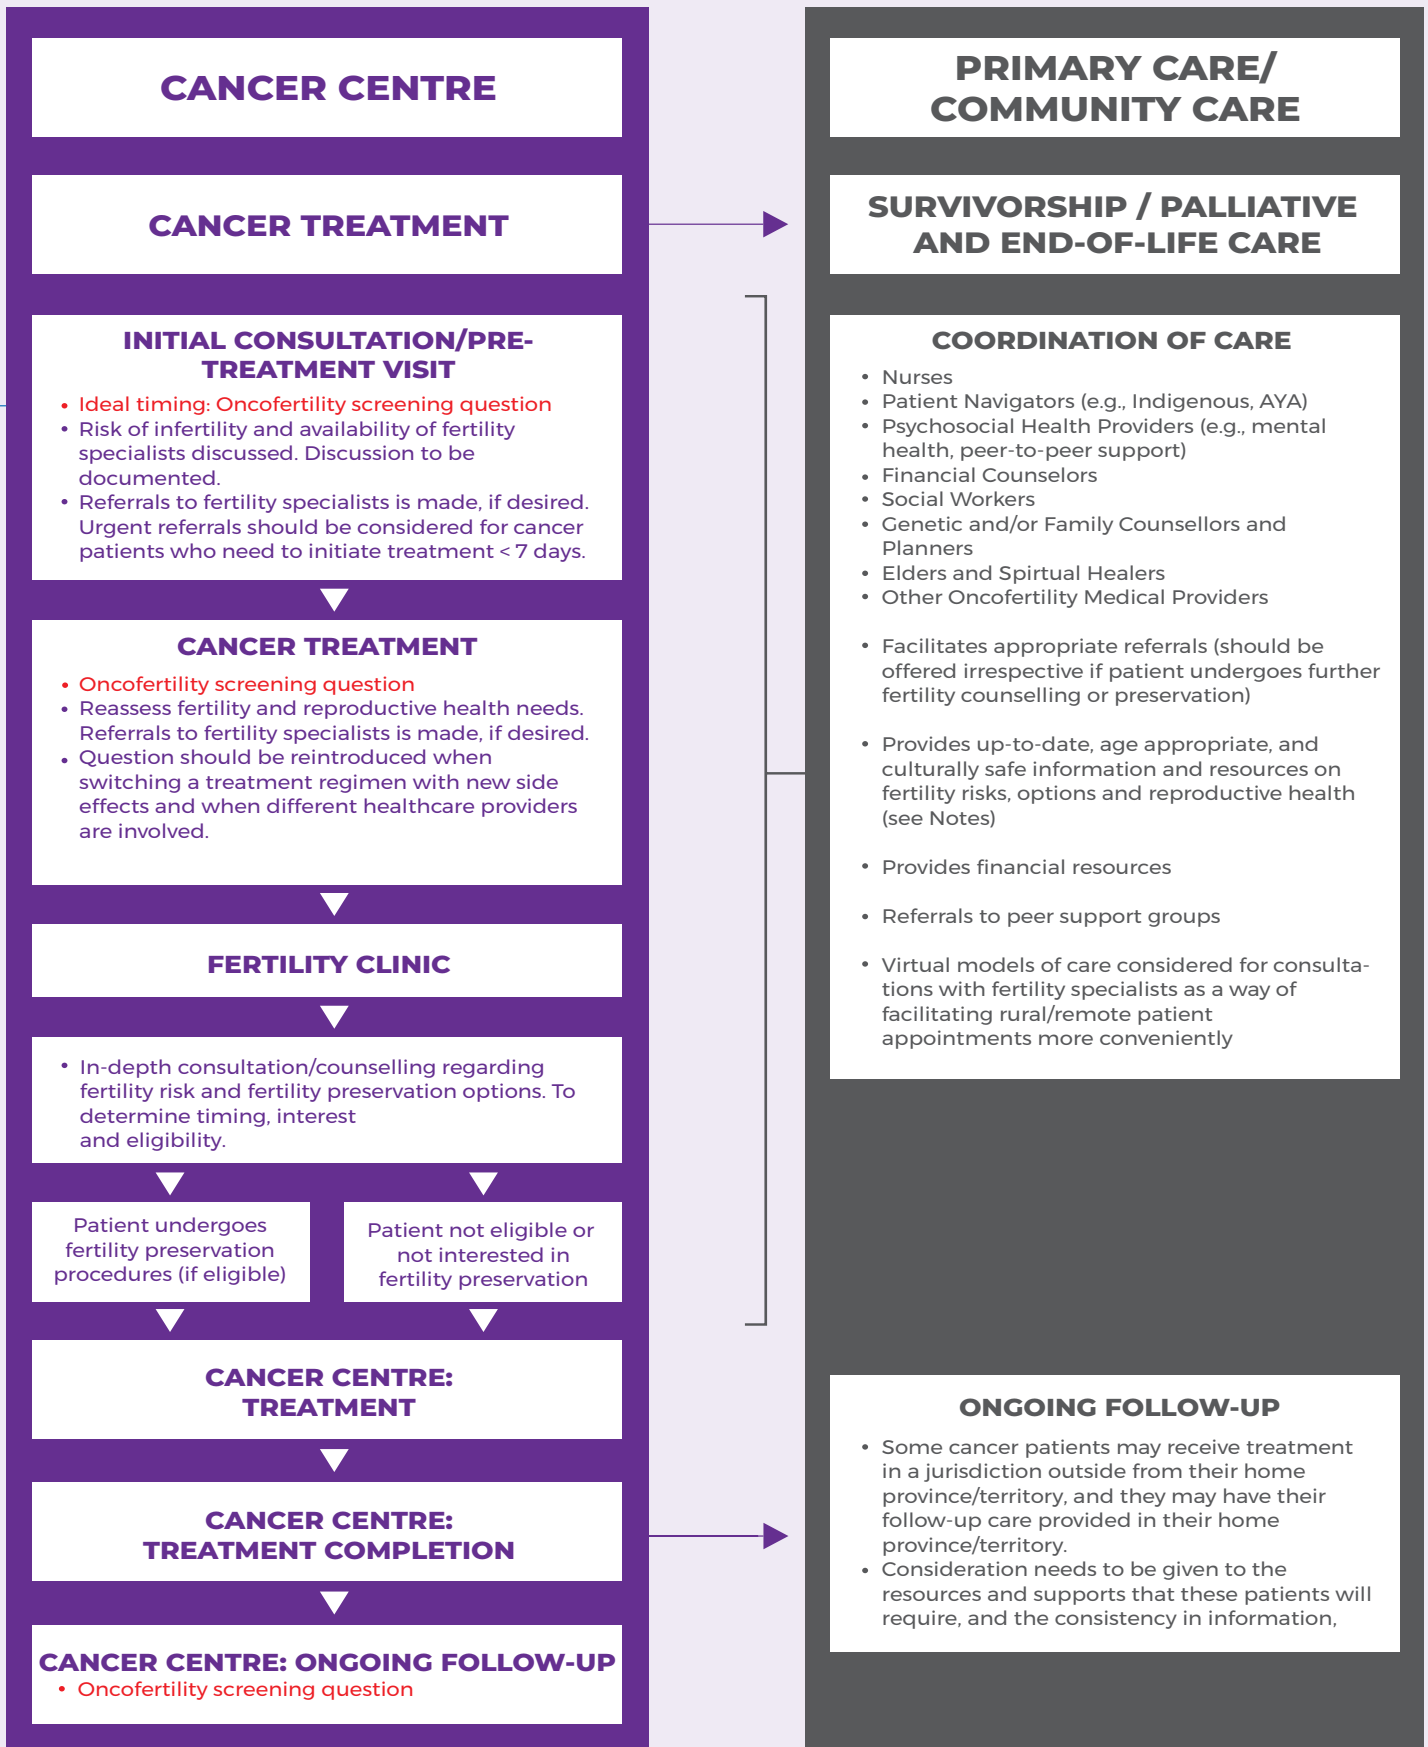 CANCER CENTRE
CANCER TREATMENT
INITIAL CONSULTATION/PRE-
TREATMENT VISIT
• Ideal timing: Oncofertility screening question
• Risk of infertility and availability of fertility
specialists discussed. Discussion to be
documented.
• Referrals to fertility specialists is made, if desired.
Urgent referrals should be considered for cancer
patients who need to initiate treatment < 7 days.
CANCER TREATMENT
• Oncofertility screening question
• Reassess fertility and reproductive health needs.
Referrals to fertility specialists is made, if desired.
• Question should be reintroduced when
switching a treatment regimen with new side
effects and when different healthcare providers
are involved.
FERTILITY CLINIC
• In-depth consultation/counselling regarding
fertility risk and fertility preservation options. To
determine timing, interest
and eligibility.
Patient undergoes
fertility preservation
procedures (if eligible)
Patient not eligible or
not interested in
fertility preservation
CANCER CENTRE:
TREATMENT
CANCER CENTRE:
TREATMENT COMPLETION
CANCER CENTRE: ONGOING FOLLOW-UP
• Oncofertility screening question
PRIMARY CARE/
COMMUNITY CARE
SURVIVORSHIP / PALLIATIVE
AND END-OF-LIFE CARE
COORDINATION OF CARE
• Nurses
• Patient Navigators (e.g., Indigenous, AYA)
• Psychosocial Health Providers (e.g., mental
health, peer-to-peer support)
• Financial Counselors
• Social Workers
• Genetic and/or Family Counsellors and
Planners
• Elders and Spirtual Healers
• Other Oncofertility Medical Providers
• Facilitates appropriate referrals (should be
offered irrespective if patient undergoes further
fertility counselling or preservation)
• Provides up-to-date, age appropriate, and
culturally safe information and resources on
fertility risks, options and reproductive health
(see Notes)
• Provides financial resources
• Referrals to peer support groups
• Virtual models of care considered for consulta-
tions with fertility specialists as a way of
facilitating rural/remote patient
appointments more conveniently
ONGOING FOLLOW-UP
• Some cancer patients may receive treatment
in a jurisdiction outside from their home
province/territory, and they may have their
follow-up care provided in their home
province/territory.
• Consideration needs to be given to the
resources and supports that these patients will
require, and the consistency in information,